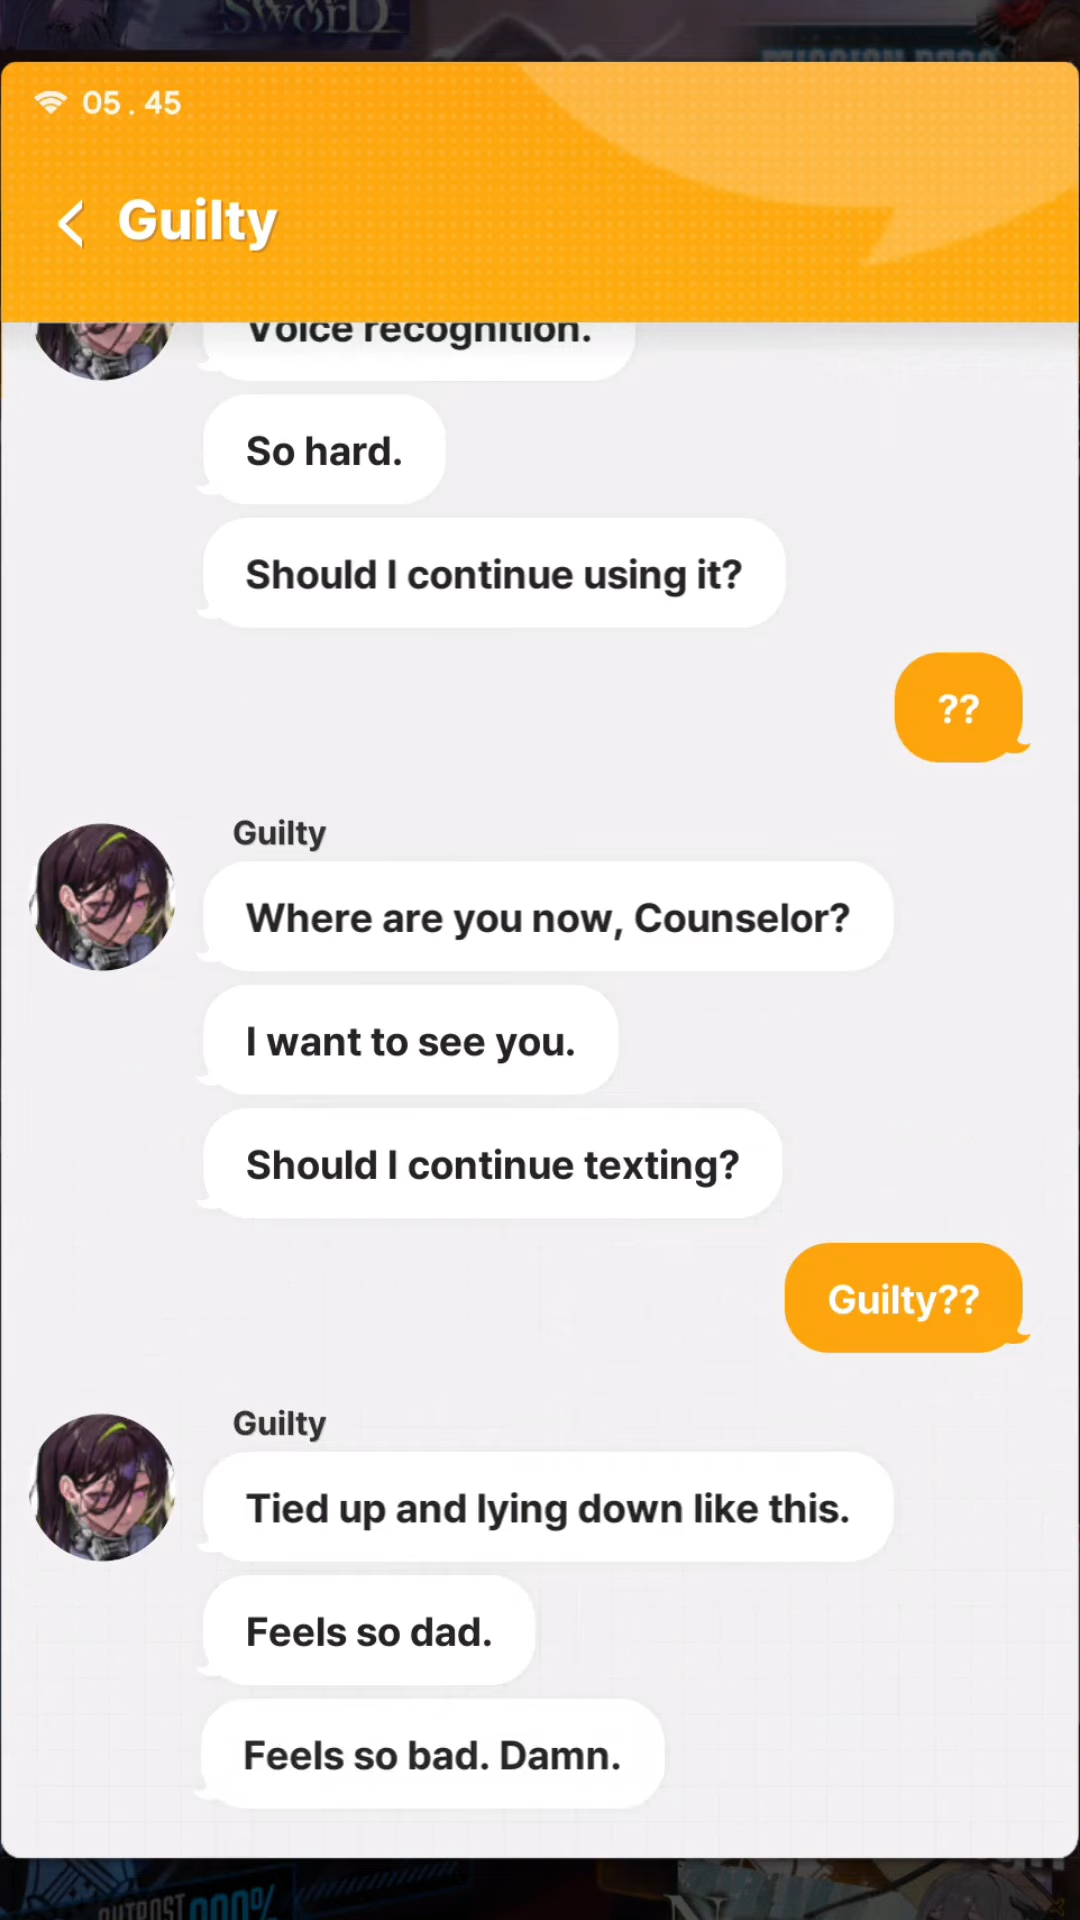 SWORD
05 . 45
Guilty
Voice recognition.
So hard.
Should I continue using it?
??
Guilty
Where are you now, Counselor?
I want to see you.
Should I continue texting?
Guilty??
Guilty
Tied up and lying down like this.
Feels so dad.
Feels so bad. Damn.
OUTPOST